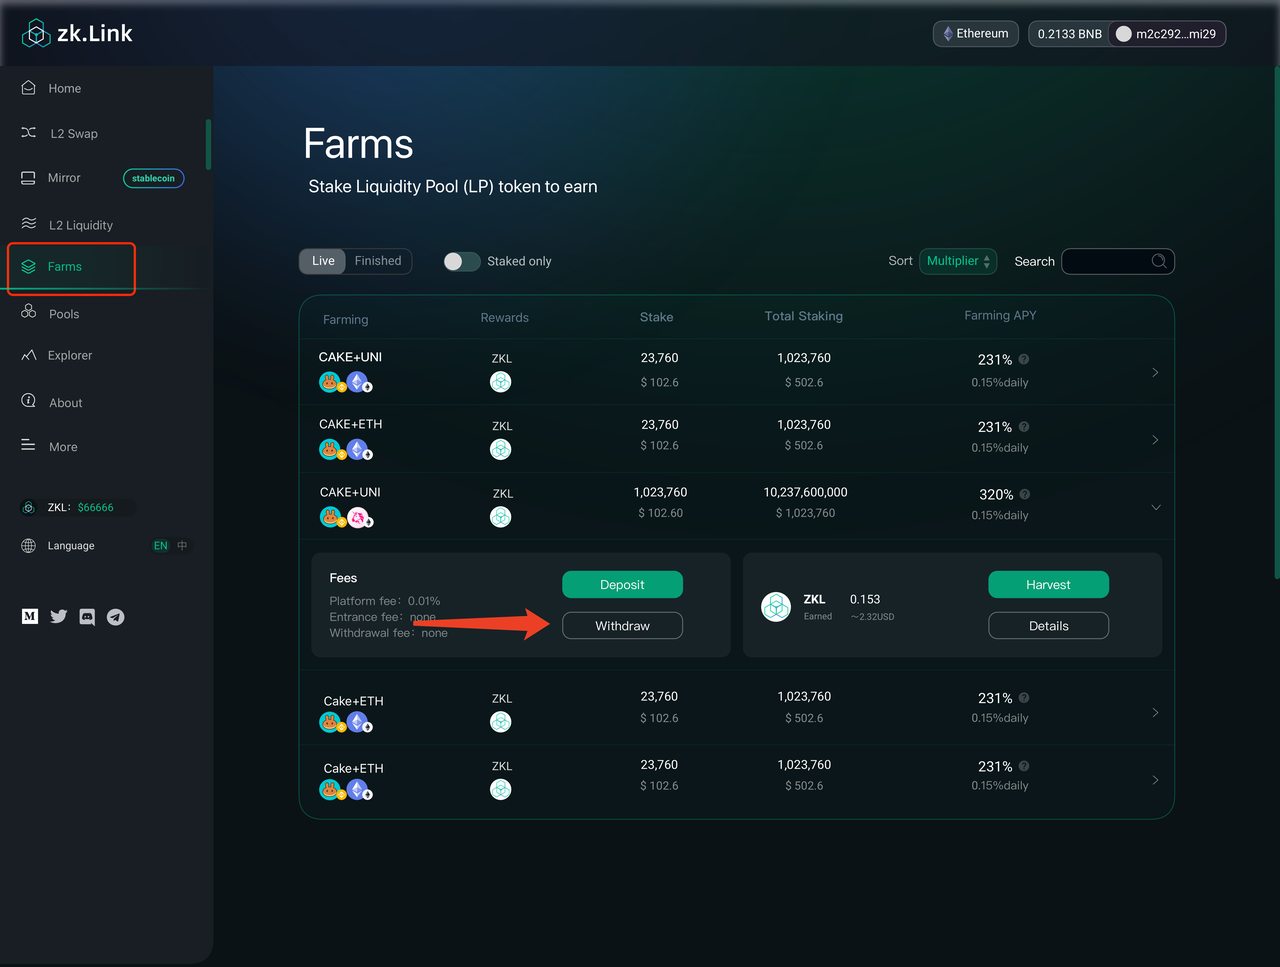 zk.Link
Ethereum
0.2133 BNB
m2c292...mi29
Home
L2 Swap
Mirror
stablecoin
L2 Liquidity
Farms
Pools
Explorer
About
More
ZKL: $66666
Language
EN 中
M
Farms
Stake Liquidity Pool (LP) token to earn
Live Finished
Staked only
Sort Multiplier
Search
Farming Rewards Stake Total Staking Farming APY
CAKE+UNI ZKL 23,760 1,023,760 231% ?
$ 102.6 $ 502.6 0.15%daily
CAKE+ETH ZKL 23,760 1,023,760 231% ?
$ 102.6 $ 502.6 0.15%daily
CAKE+UNI ZKL 1,023,760 10,237,600,000 320% ?
$ 102.60 $ 1,023,760 0.15%daily
Fees
Platform fee: 0.01%
Entrance fee: none
Withdrawal fee: none
Deposit
Withdraw
ZKL 0.153
Earned ~2.32USD
Harvest
Details
Cake+ETH ZKL 23,760 1,023,760 231% ?
$ 102.6 $ 502.6 0.15%daily
Cake+ETH ZKL 23,760 1,023,760 231% ?
$ 102.6 $ 502.6 0.15%daily